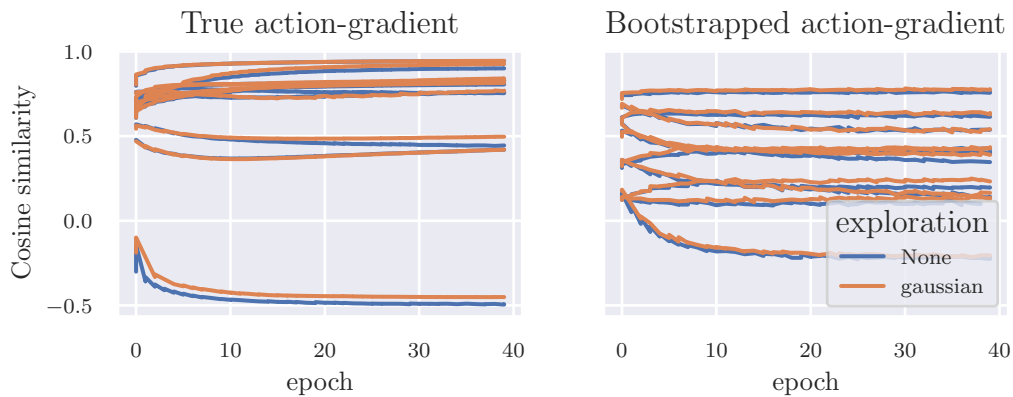 True action-gradient
Bootstrapped action-gradient
Cosine similarity
1.0
0.5
0.0
−0.5
0 10 20 30 40
0 10 20 30 40
epoch
epoch
exploration
None
gaussian